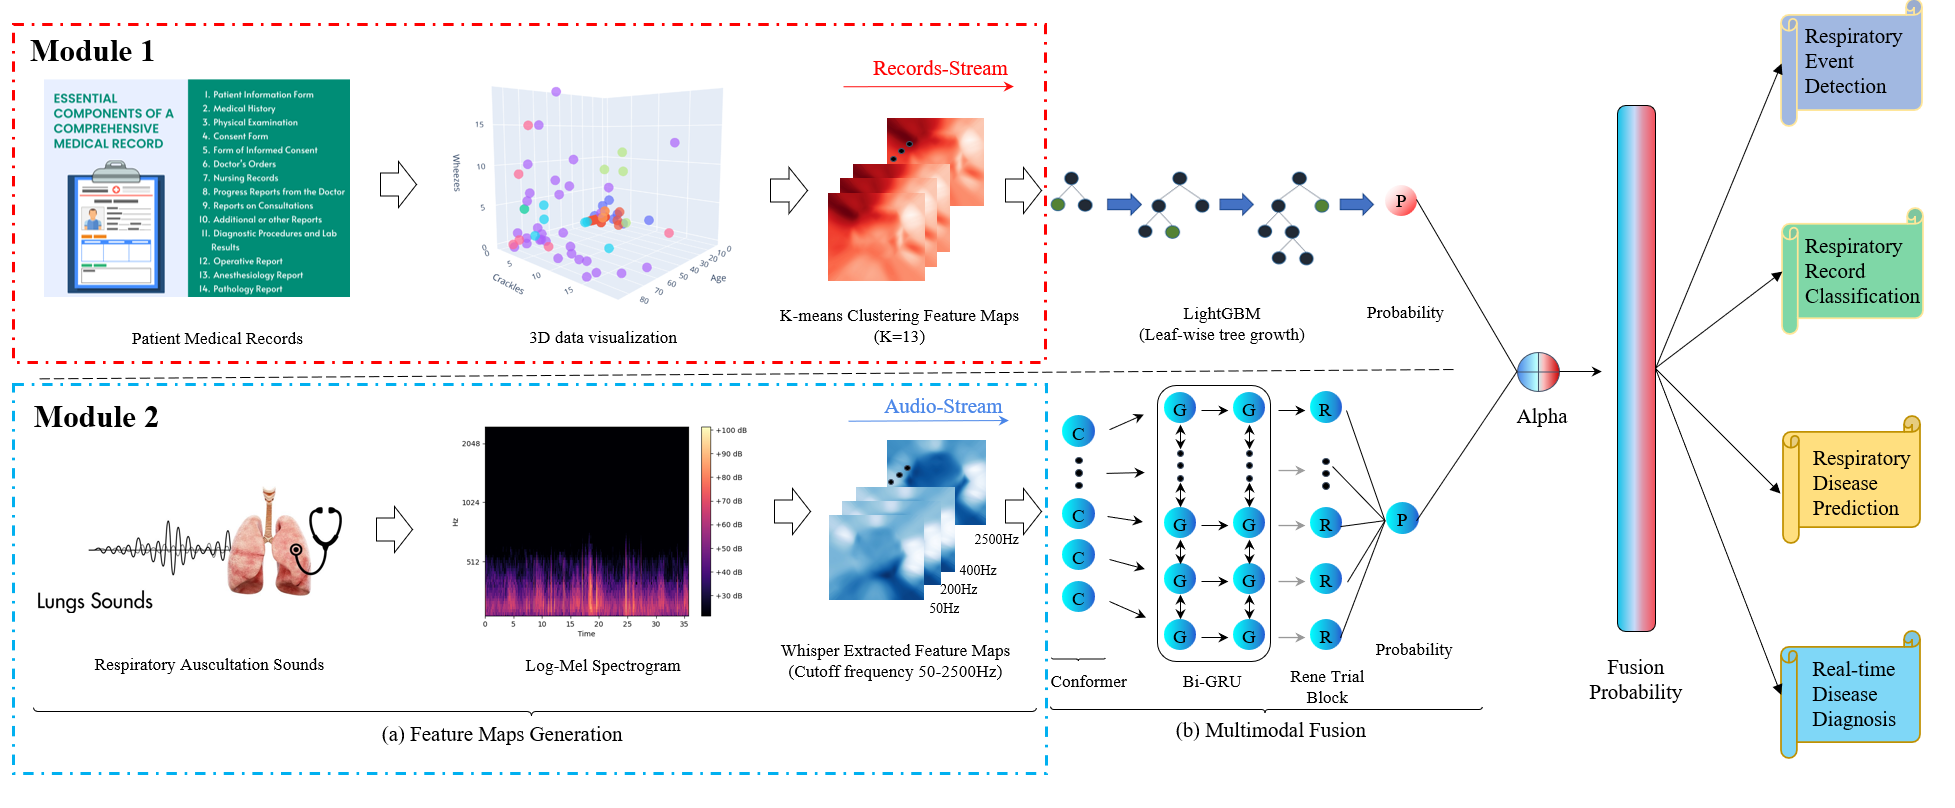 Module 1
ESSENTIAL
COMPONENTS OF A
COMPREHENSIVE
MEDICAL RECORD
1. Patient Information Form
2. Medical History
3. Physical Examination
4. Consent Form
5. Form of Informed Consent
6. Doctor's Orders
7. Nursing Records
8. Progress Reports from the Doctor
9. Reports on Consultations
10. Additional or other Reports
11. Diagnostic Procedures and Lab
Results
12. Operative Report
13. Anesthesiology Report
14. Pathology Report
Patient Medical Records
Wheezes
15
10
5
0
0
5
10
15
Crackles
80
70
60
50
40
30
20
10
0
Age
3D data visualization
Records-Stream
K-means Clustering Feature Maps
(K=13)
LightGBM
(Leaf-wise tree growth)
P
Probability
Module 2
Lungs Sounds
Respiratory Auscultation Sounds
Hz
2048
1024
512
0
5
10
15
20
25
30
35
Time
+100 dB
+90 dB
+80 dB
+70 dB
+60 dB
+50 dB
+40 dB
+30 dB
Log-Mel Spectrogram
Audio-Stream
2500Hz
400Hz
200Hz
50Hz
Whisper Extracted Feature Maps
(Cutoff frequency 50-2500Hz)
(a) Feature Maps Generation
C
C
C
C
G G R
G G R
G G R
G G R
P
Probability
Conformer
Bi-GRU
Rene Trial
Block
(b) Multimodal Fusion
Alpha
Fusion
Probability
Respiratory
Event
Detection
Respiratory
Record
Classification
Respiratory
Disease
Prediction
Real-time
Disease
Diagnosis